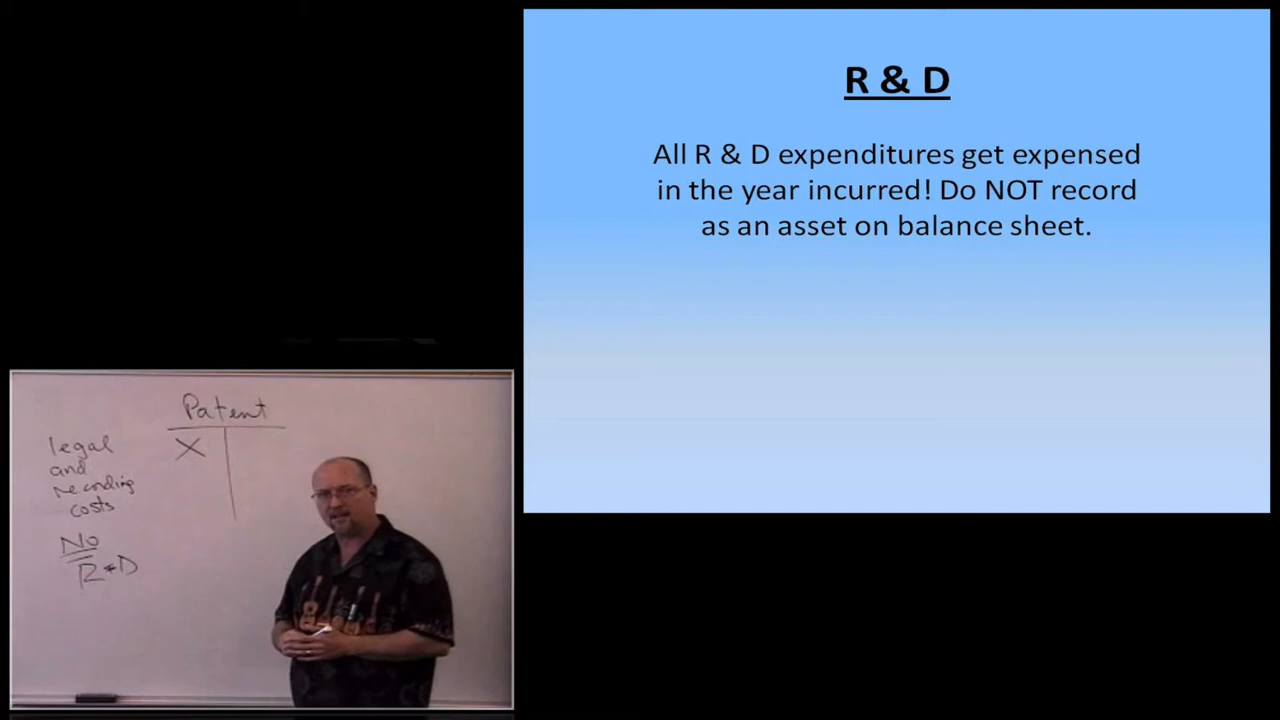 R & D
All R & D expenditures get expensed
in the year incurred! Do NOT record
as an asset on balance sheet.
Patent
X
legal
and
recording
costs
No
R + D